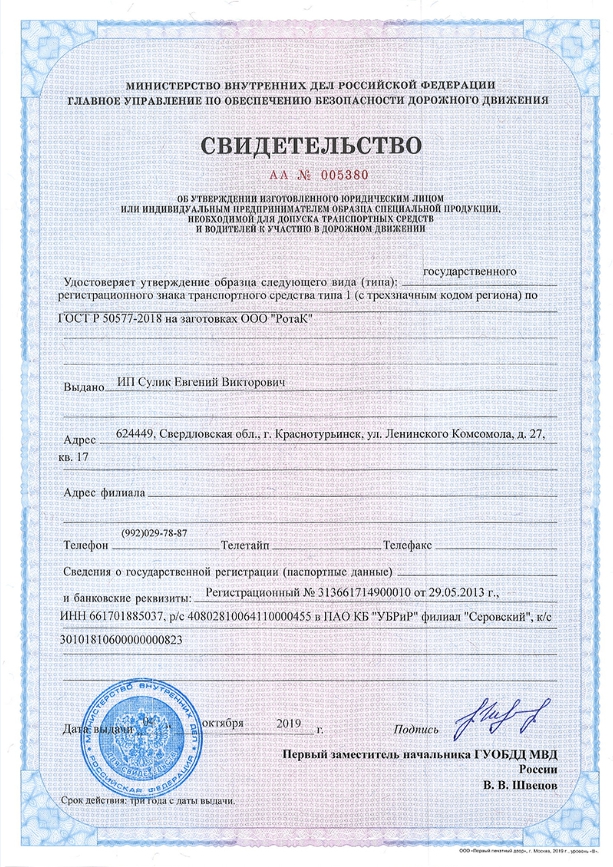 МИНИСТЕРСТВО ВНУТРЕННИХ ДЕЛ РОССИЙСКОЙ ФЕДЕРАЦИИ
ГЛАВНОЕ УПРАВЛЕНИЕ ПО ОБЕСПЕЧЕНИЮ БЕЗОПАСНОСТИ ДОРОЖНОГО ДВИЖЕНИЯ
СВИДЕТЕЛЬСТВО
АА № 005380
ОБ УТВЕРЖДЕНИИ ИЗГОТОВЛЕННОГО ЮРИДИЧЕСКИМ ЛИЦОМ
ИЛИ ИНДИВИДУАЛЬНЫМ ПРЕДПРИНИМАТЕЛЕМ ОБРАЗЦА СПЕЦИАЛЬНОЙ ПРОДУКЦИИ,
НЕОБХОДИМОЙ ДЛЯ ДОПУСКА ТРАНСПОРТНЫХ СРЕДСТВ
И ВОДИТЕЛЕЙ К УЧАСТИЮ В ДОРОЖНОМ ДВИЖЕНИИ
Удостоверяет утверждение образца следующего вида (типа): государственного
регистрационного знака транспортного средства типа 1 (с трехзначным кодом региона) по
ГОСТ Р 50577-2018 на заготовках ООО "РотаК"
Выдано ИП Сулик Евгений Викторович
Адрес 624449, Свердловская обл., г. Краснотурьинск, ул. Ленинского Комсомола, д. 27,
кв. 17
Адрес филиала
Телефон (992)029-78-87 Телетайп Телефакс
Сведения о государственной регистрации (паспортные данные)
и банковские реквизиты: Регистрационный № 313661714900010 от 29.05.2013 г.,
ИНН 661701885037, р/с 40802810064110000455 в ПАО КБ "УБРиР" филиал "Серовский", к/с
30101810600000000823
Дата выдачи октября 2019 г. Подпись
Первый заместитель начальника ГУОБДД МВД
России
В. В. Швецов
МИНИСТЕРСТВО ВНУТРЕННИХ ДЕЛ
РОССИЙСКАЯ ФЕДЕРАЦИЯ
Срок действия: три года с даты выдачи.
ООО «Первый печатный двор», г. Москва, 2019 г., уровень «В».